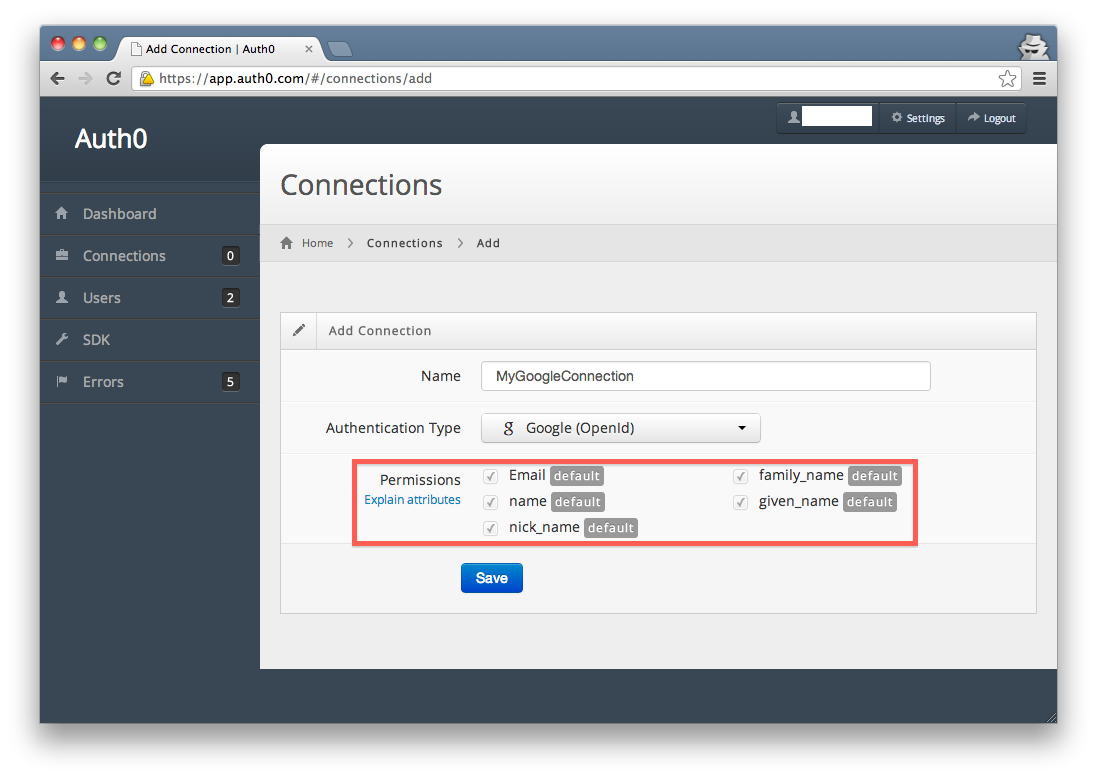 Add Connection | Auth0
https://app.auth0.com/#/connections/add
Auth0
Settings
Logout
Connections
Home
Connections
Add
Dashboard
Connections 0
Users 2
SDK
Errors 5
Add Connection
Name MyGoogleConnection
Authentication Type g Google (OpenId)
Permissions
Explain attributes
Email default family_name default
name default given_name default
nick_name default
Save